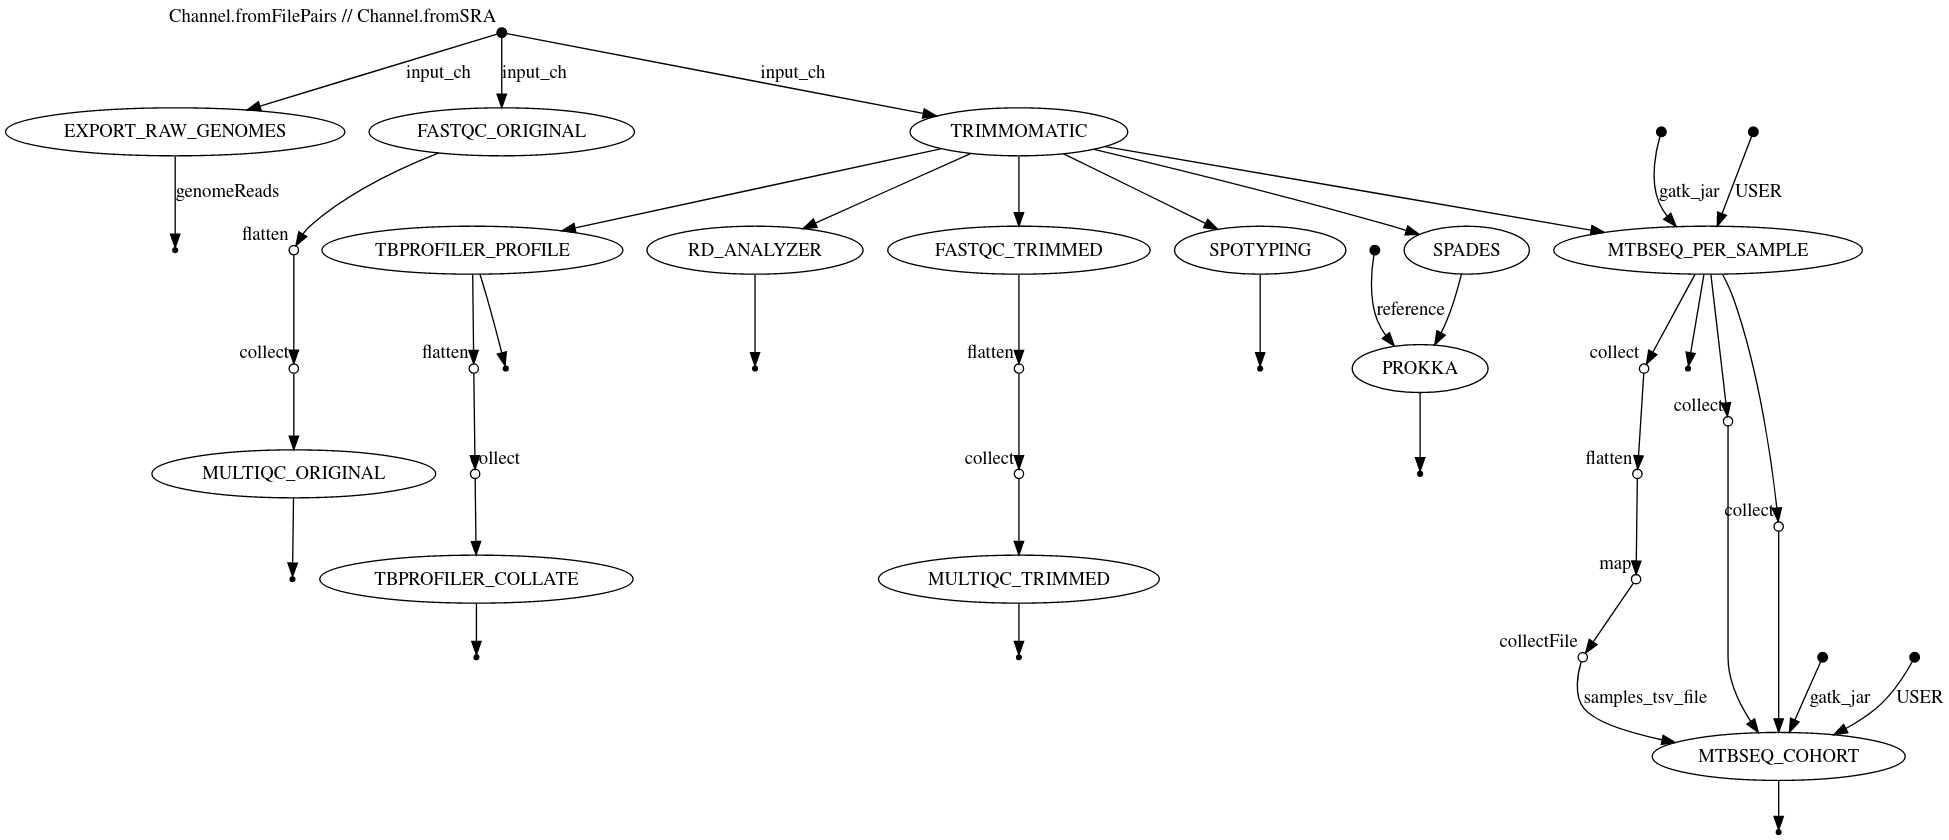 Channel.fromFilePairs // Channel.fromSRA
input_ch
input_ch
input_ch
EXPORT_RAW_GENOMES
FASTQC_ORIGINAL
TRIMMOMATIC
genomeReads
gatk_jar
USER
flatten
TBPROFILER_PROFILE
RD_ANALYZER
FASTQC_TRIMMED
SPOTYPING
SPADES
MTBSEQ_PER_SAMPLE
reference
collect
flatten
flatten
PROKKA
collect
collect
MULTIQC_ORIGINAL
ollect
collect
flatten
collect
TBPROFILER_COLLATE
MULTIQC_TRIMMED
map
collectFile
samples_tsv_file
gatk_jar
USER
MTBSEQ_COHORT